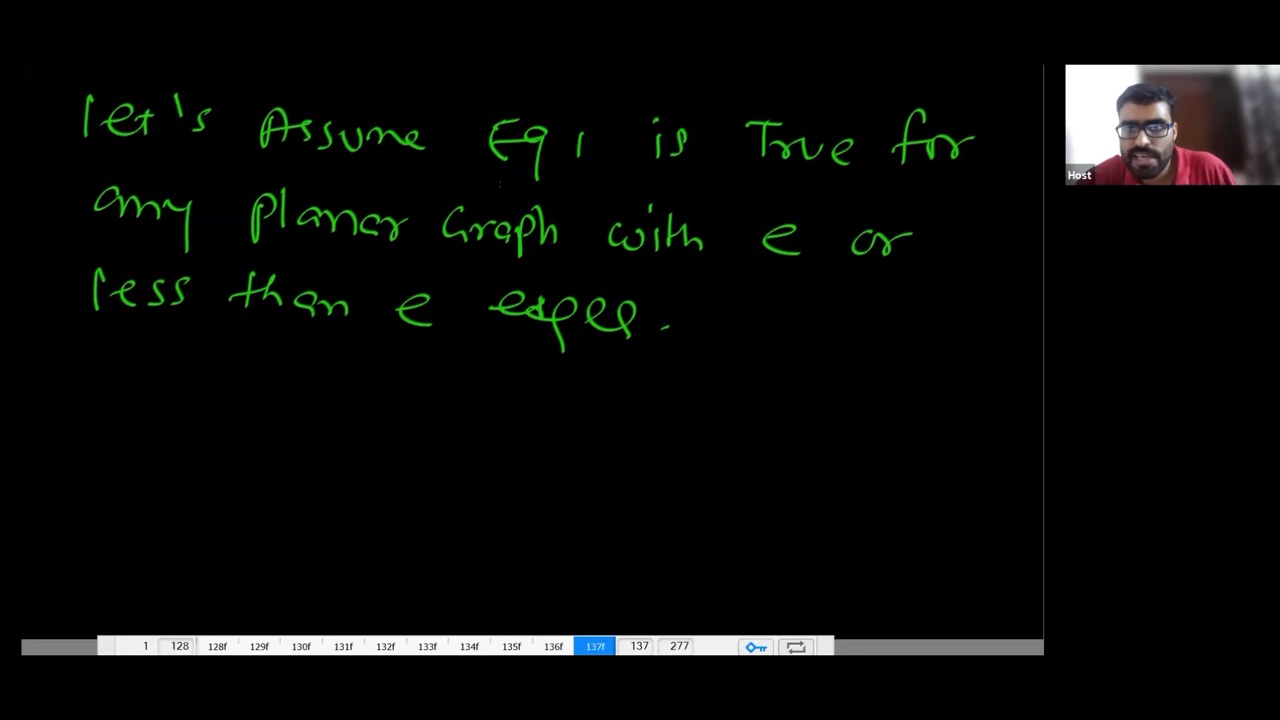 let's Assume Eq 1 is True for
any planar Graph with e or
less than e edges.
Host
1 128 128f 129f 130f 131f 132f 133f 134f 135f 136f 137f 137 277